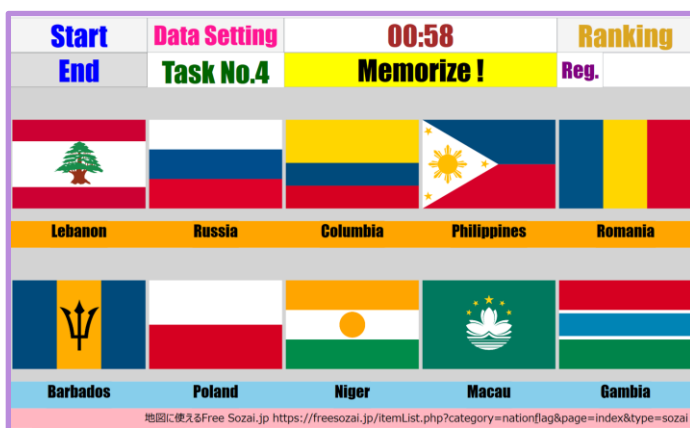 Start Data Setting 00:58 Ranking
End Task No.4 Memorize ! Reg.
Lebanon Russia Columbia Philippines Romania
Barbados Poland Niger Macau Gambia
地図に使えるFree Sozai.jp https://freesozai.jp/itemList.php?category=nationflag&page=index&type=sozai